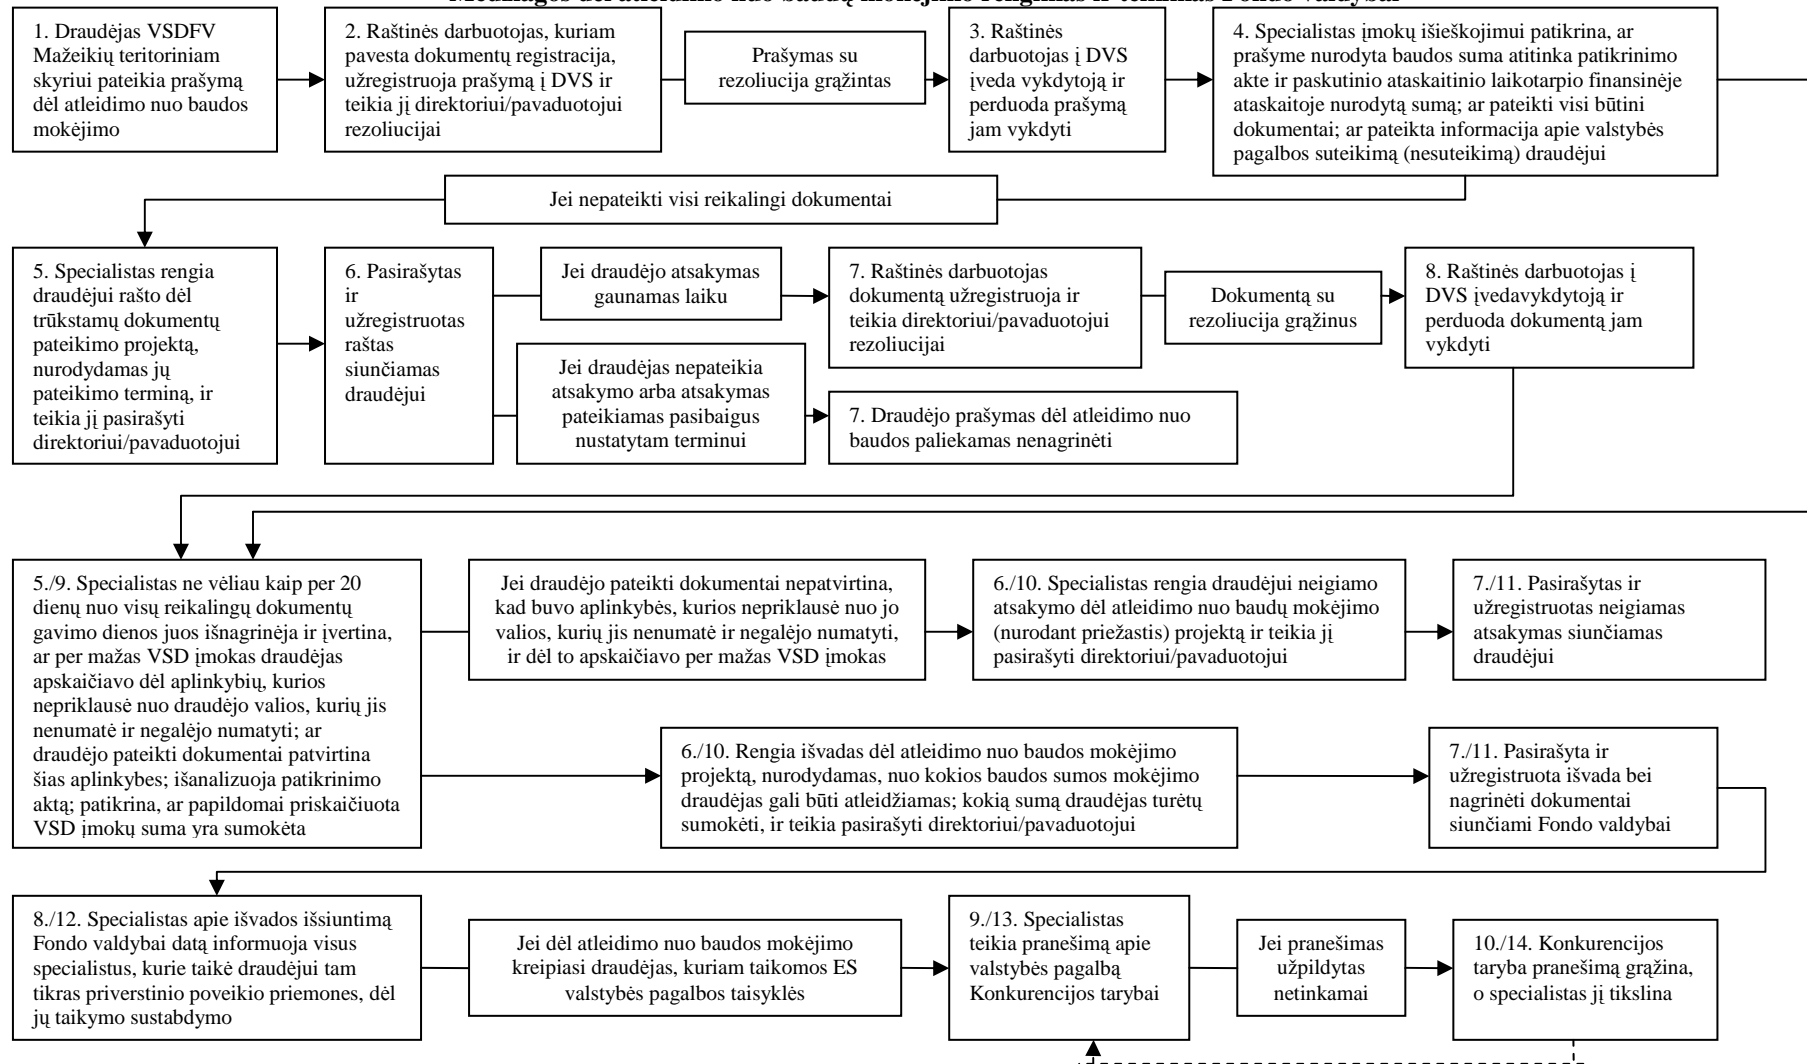 Medžiagos dėl atleidimo nuo baudų mokėjimo rengimas ir teikimas Fondo valdybai
1. Draudėjas VSDFV
Mažeikių teritoriniam
skyriui pateikia prašymą
dėl atleidimo nuo baudos
mokėjimo
2. Raštinės darbuotojas, kuriam
pavesta dokumentų registracija,
užregistruoja prašymą į DVS ir
teikia jį direktoriui/pavaduotojui
rezoliucijai
Prašymas su
rezoliucija grąžintas
3. Raštinės
darbuotojas į DVS
įveda vykdytoją ir
perduoda prašymą
jam vykdyti
4. Specialistas įmokų išieškojimui patikrina, ar
prašyme nurodyta baudos suma atitinka patikrinimo
akte ir paskutinio ataskaitinio laikotarpio finansinėje
ataskaitoje nurodytą sumą; ar pateikti visi būtini
dokumentai; ar pateikta informacija apie valstybės
pagalbos suteikimą (nesuteikimą) draudėjui
Jei nepateikti visi reikalingi dokumentai
5. Specialistas rengia
draudėjui rašto dėl
trūkstamų dokumentų
pateikimo projektą,
nurodydamas jų
pateikimo terminą, ir
teikia jį pasirašyti
direktoriui/pavaduotojui
6. Pasirašytas
ir
užregistruotas
raštas
siunčiamas
draudėjui
Jei draudėjo atsakymas
gaunamas laiku
7. Raštinės darbuotojas
dokumentą užregistruoja ir
teikia direktoriui/pavaduotojui
rezoliucijai
Dokumentą su
rezoliucija grąžinus
8. Raštinės darbuotojas į
DVS įvedavykdytoją ir
perduoda dokumentą jam
vykdyti
Jei draudėjas nepateikia
atsakymo arba atsakymas
pateikiamas pasibaigus
nustatytam terminui
7. Draudėjo prašymas dėl atleidimo nuo
baudos paliekamas nenagrinėti
5./9. Specialistas ne vėliau kaip per 20
dienų nuo visų reikalingų dokumentų
gavimo dienos juos išnagrinėja ir įvertina,
ar per mažas VSD įmokas draudėjas
apskaičiavo dėl aplinkybių, kurios
nepriklausė nuo draudėjo valios, kurių jis
nenumatė ir negalėjo numatyti; ar
draudėjo pateikti dokumentai patvirtina
šias aplinkybes; išanalizuoja patikrinimo
aktą; patikrina, ar papildomai priskaičiuota
VSD įmokų suma yra sumokėta
Jei draudėjo pateikti dokumentai nepatvirtina,
kad buvo aplinkybės, kurios nepriklausė nuo jo
valios, kurių jis nenumatė ir negalėjo numatyti,
ir dėl to apskaičiavo per mažas VSD įmokas
6./10. Specialistas rengia draudėjui neigiamo
atsakymo dėl atleidimo nuo baudų mokėjimo
(nurodant priežastis) projektą ir teikia jį
pasirašyti direktoriui/pavaduotojui
7./11. Pasirašytas ir
užregistruotas neigiamas
atsakymas siunčiamas
draudėjui
6./10. Rengia išvadas dėl atleidimo nuo baudos mokėjimo
projektą, nurodydamas, nuo kokios baudos sumos mokėjimo
draudėjas gali būti atleidžiamas; kokią sumą draudėjas turėtų
sumokėti, ir teikia pasirašyti direktoriui/pavaduotojui
7./11. Pasirašyta ir
užregistruota išvada bei
nagrinėti dokumentai
siunčiami Fondo valdybai
8./12. Specialistas apie išvados išsiuntimą
Fondo valdybai datą informuoja visus
specialistus, kurie taikė draudėjui tam
tikras priverstinio poveikio priemones, dėl
jų taikymo sustabdymo
Jei dėl atleidimo nuo baudos mokėjimo
kreipiasi draudėjas, kuriam taikomos ES
valstybės pagalbos taisyklės
9./13. Specialistas
teikia pranešimą apie
valstybės pagalbą
Konkurencijos tarybai
Jei pranešimas
užpildytas
netinkamai
10./14. Konkurencijos
taryba pranešimą grąžina,
o specialistas jį tikslina